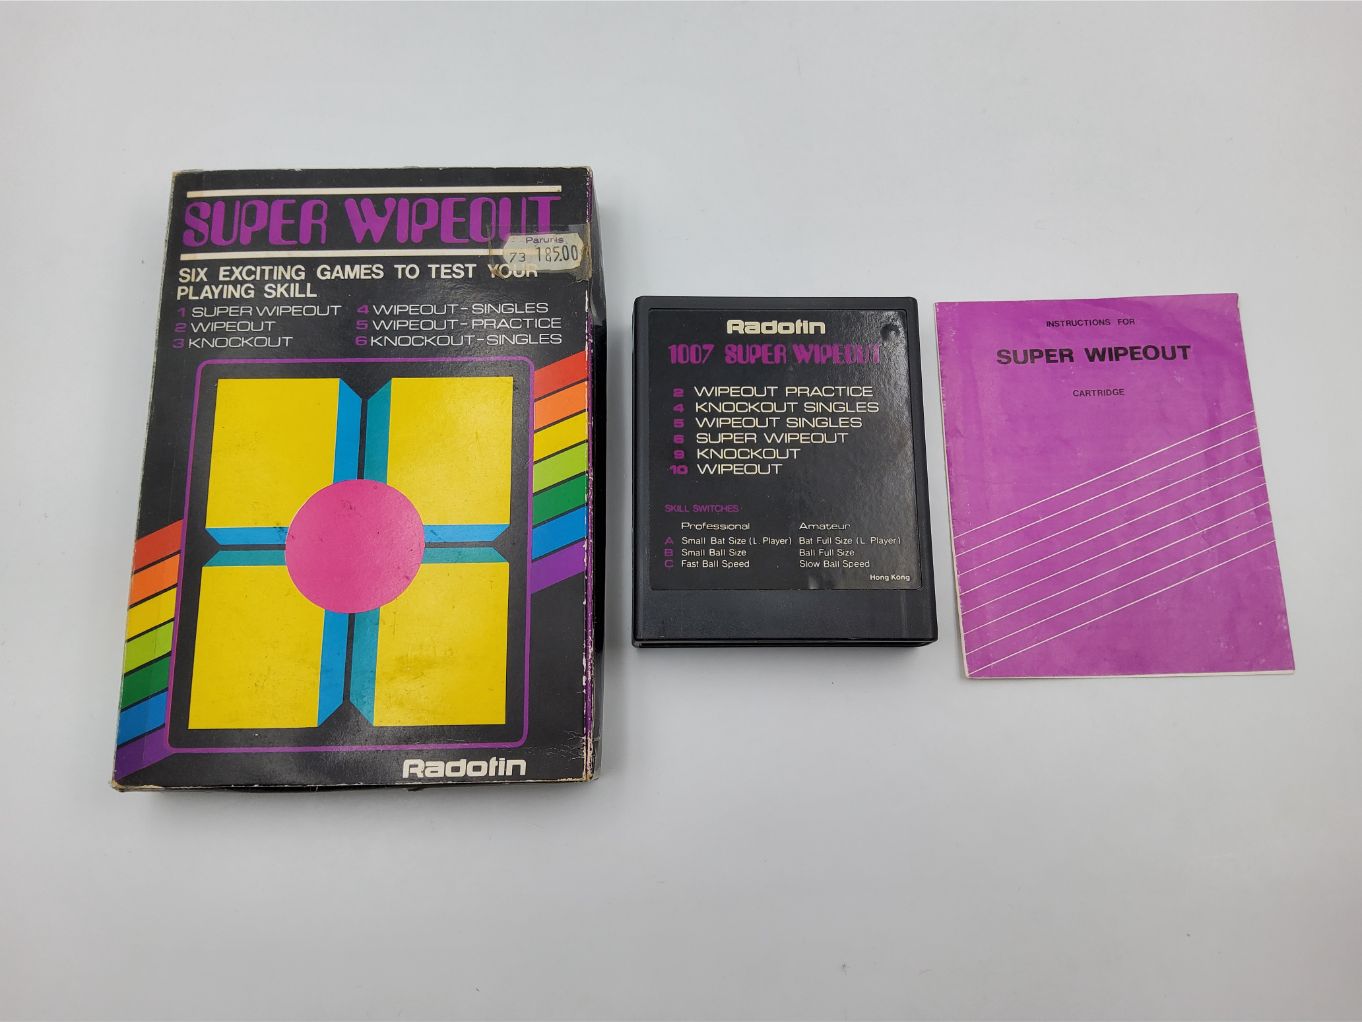 SUPER WIPEOUT
Parunis
73 185.00
SIX EXCITING GAMES TO TEST YOUR
PLAYING SKILL
1 SUPER WIPEOUT
2 WIPEOUT
3 KNOCKOUT
4 WIPEOUT-SINGLES
5 WIPEOUT-PRACTICE
6 KNOCKOUT-SINGLES
Radofin
Radofin
1007 SUPER WIPEOUT
2 WIPEOUT PRACTICE
4 KNOCKOUT SINGLES
5 WIPEOUT SINGLES
6 SUPER WIPEOUT
9 KNOCKOUT
10 WIPEOUT
SKILL SWITCHES
Professional Amateur
A Small Bat Size (L. Player) Bat Full Size (L. Player)
B Small Ball Size Ball Full Size
C Fast Ball Speed Slow Ball Speed
Hong Kong
INSTRUCTIONS FOR
SUPER WIPEOUT
CARTRIDGE